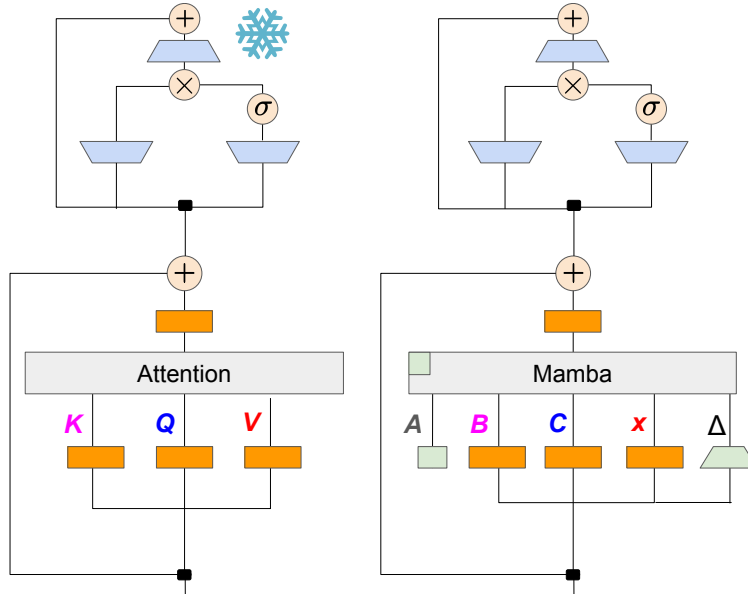 + +
× ×
σ σ
+ +
Attention Mamba
K Q V A B C x Δ